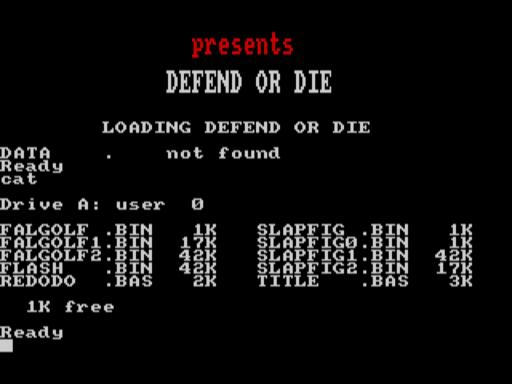 presents
DEFEND OR DIE
LOADING DEFEND OR DIE
DATA    .    not found
Ready
cat
Drive A: user  0
FALGOLF .BIN   1K    SLAPFIG .BIN   1K
FALGOLF1.BIN  17K    SLAPFIG0.BIN   1K
FALGOLF2.BIN  42K    SLAPFIG1.BIN  42K
FLASH   .BIN  42K    SLAPFIG2.BIN  17K
REDODO  .BAS   2K    TITLE   .BAS   3K
1K free
Ready